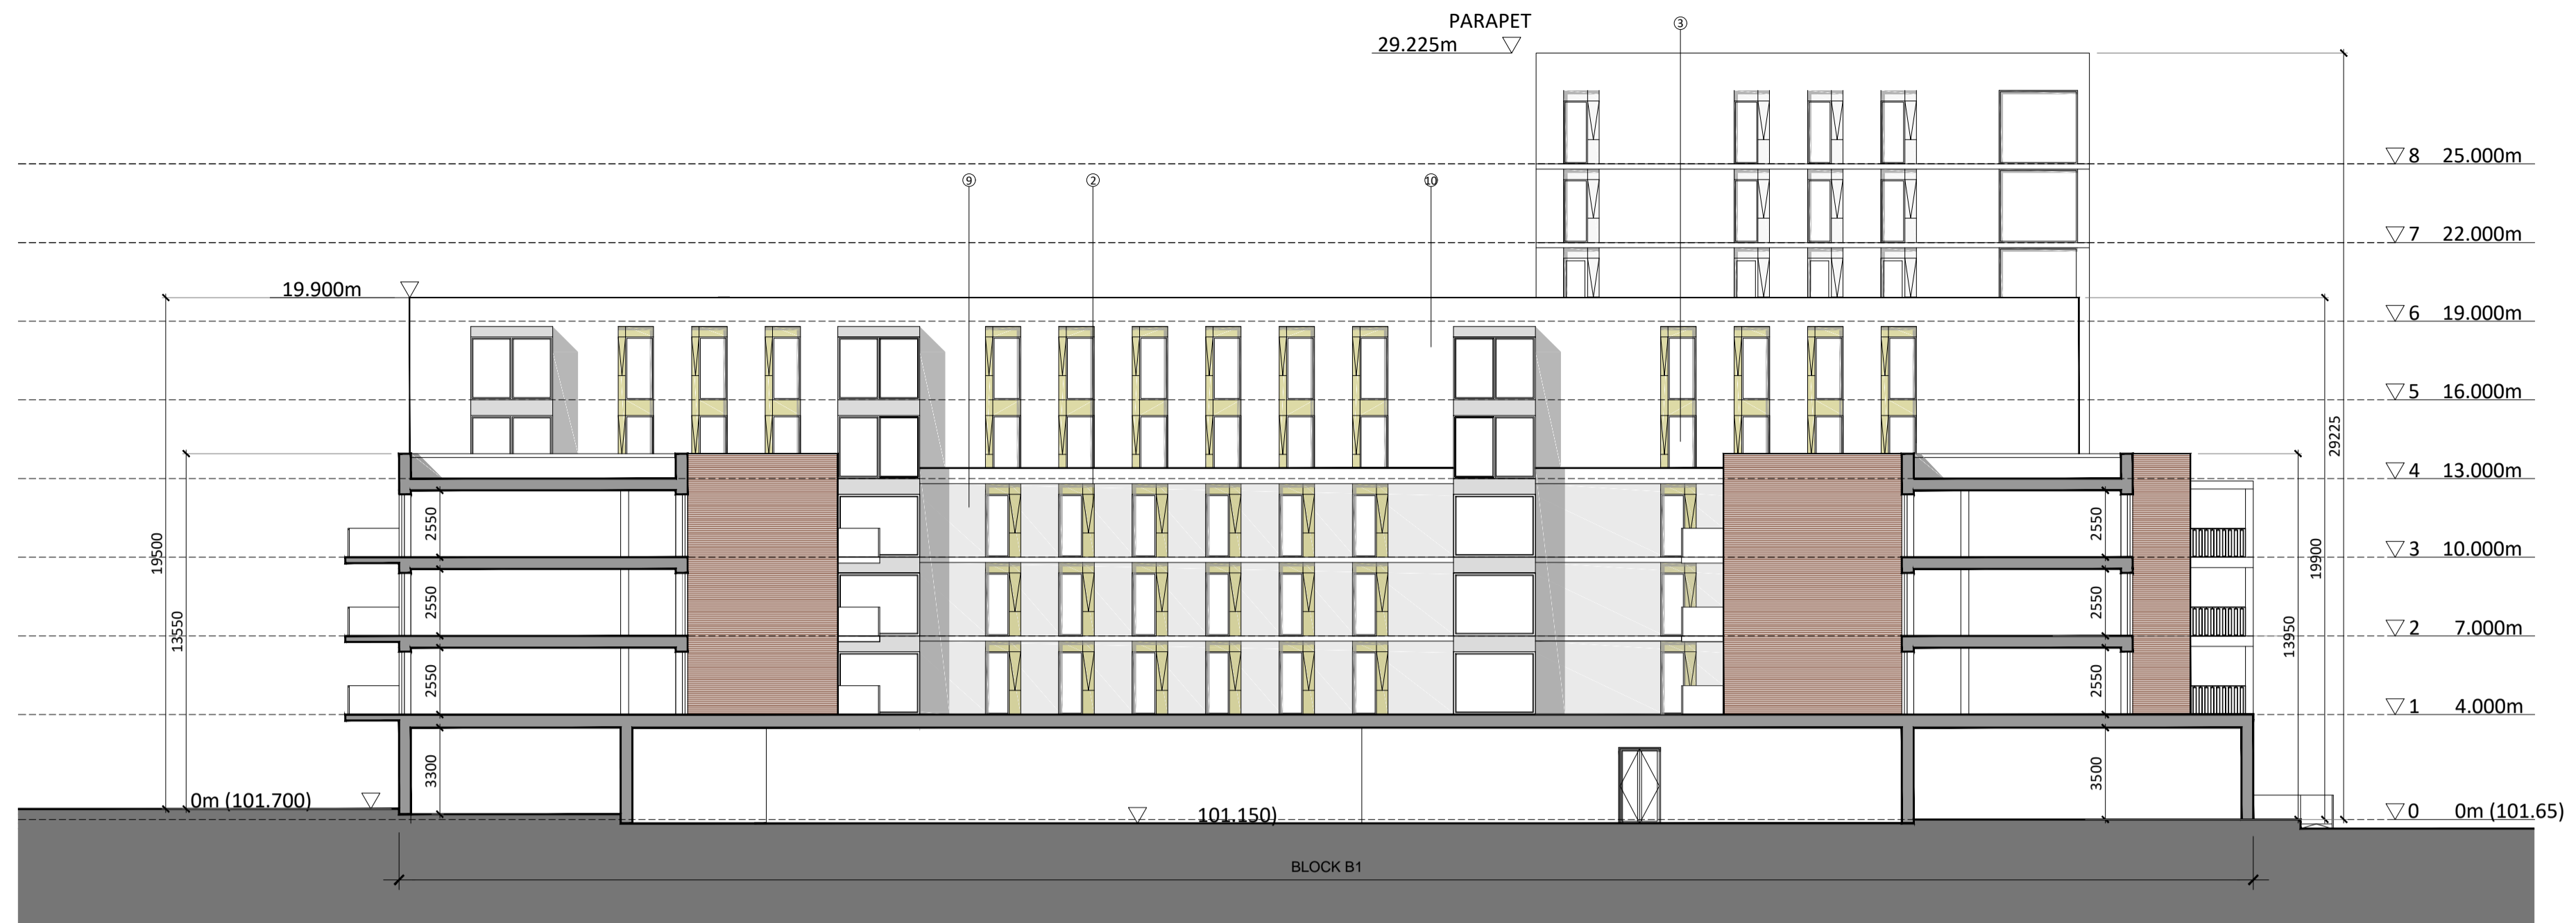 PARAPET
③
29.225m
8 25.000m
⑨
②
⑩
7 22.000m
19.900m
6 19.000m
5 16.000m
29225
4 13.000m
2550
2550
19500
19900
3 10.000m
13550
2550
2550
13950
2 7.000m
2550
2550
1 4.000m
3300
3500
0m (101.700)
101.150)
0 0m (101.65)
BLOCK B1